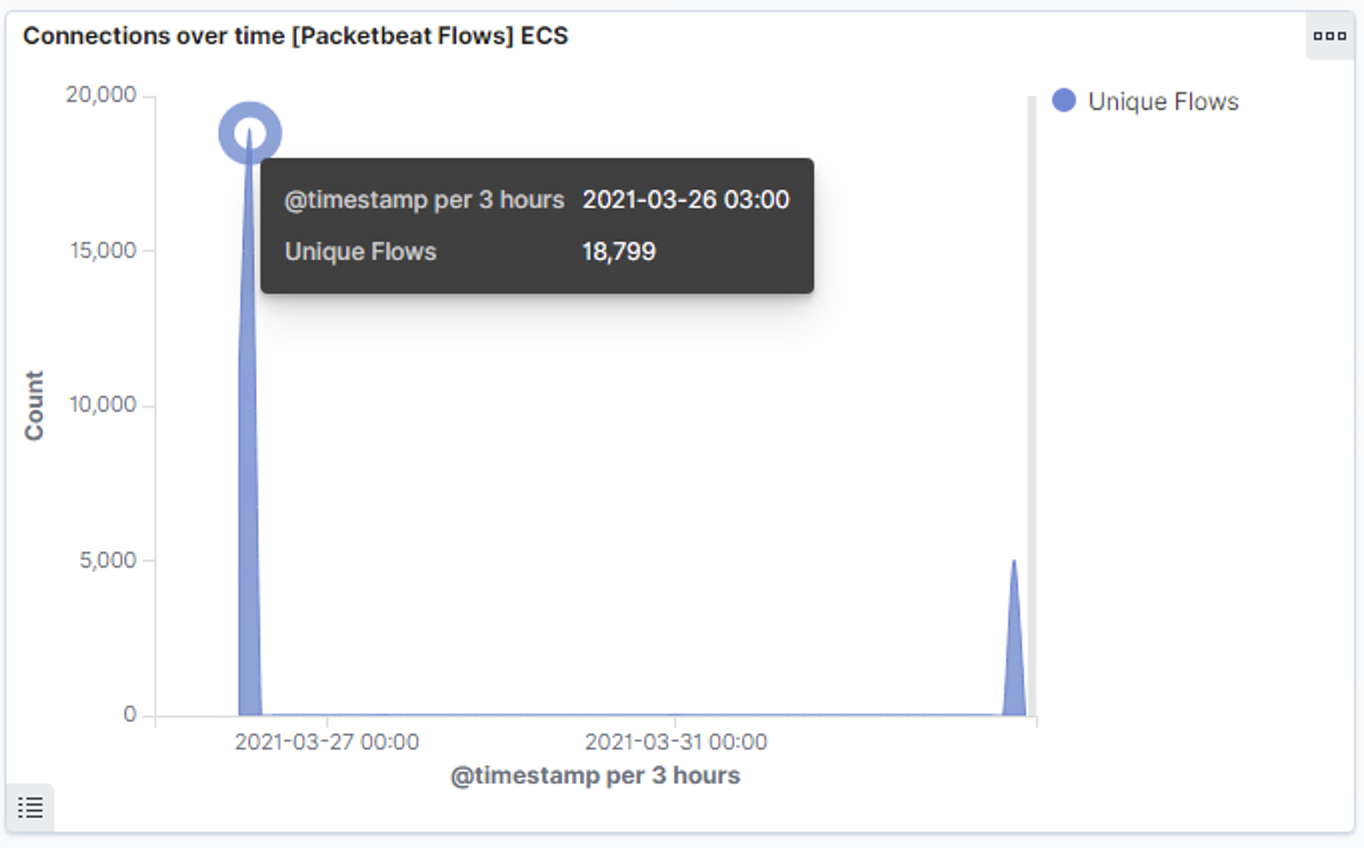 Connections over time [Packetbeat Flows] ECS
20,000
Unique Flows
@timestamp per 3 hours 2021-03-26 03:00
Unique Flows 18,799
15,000
10,000
Count
5,000
0
2021-03-27 00:00 2021-03-31 00:00
@timestamp per 3 hours